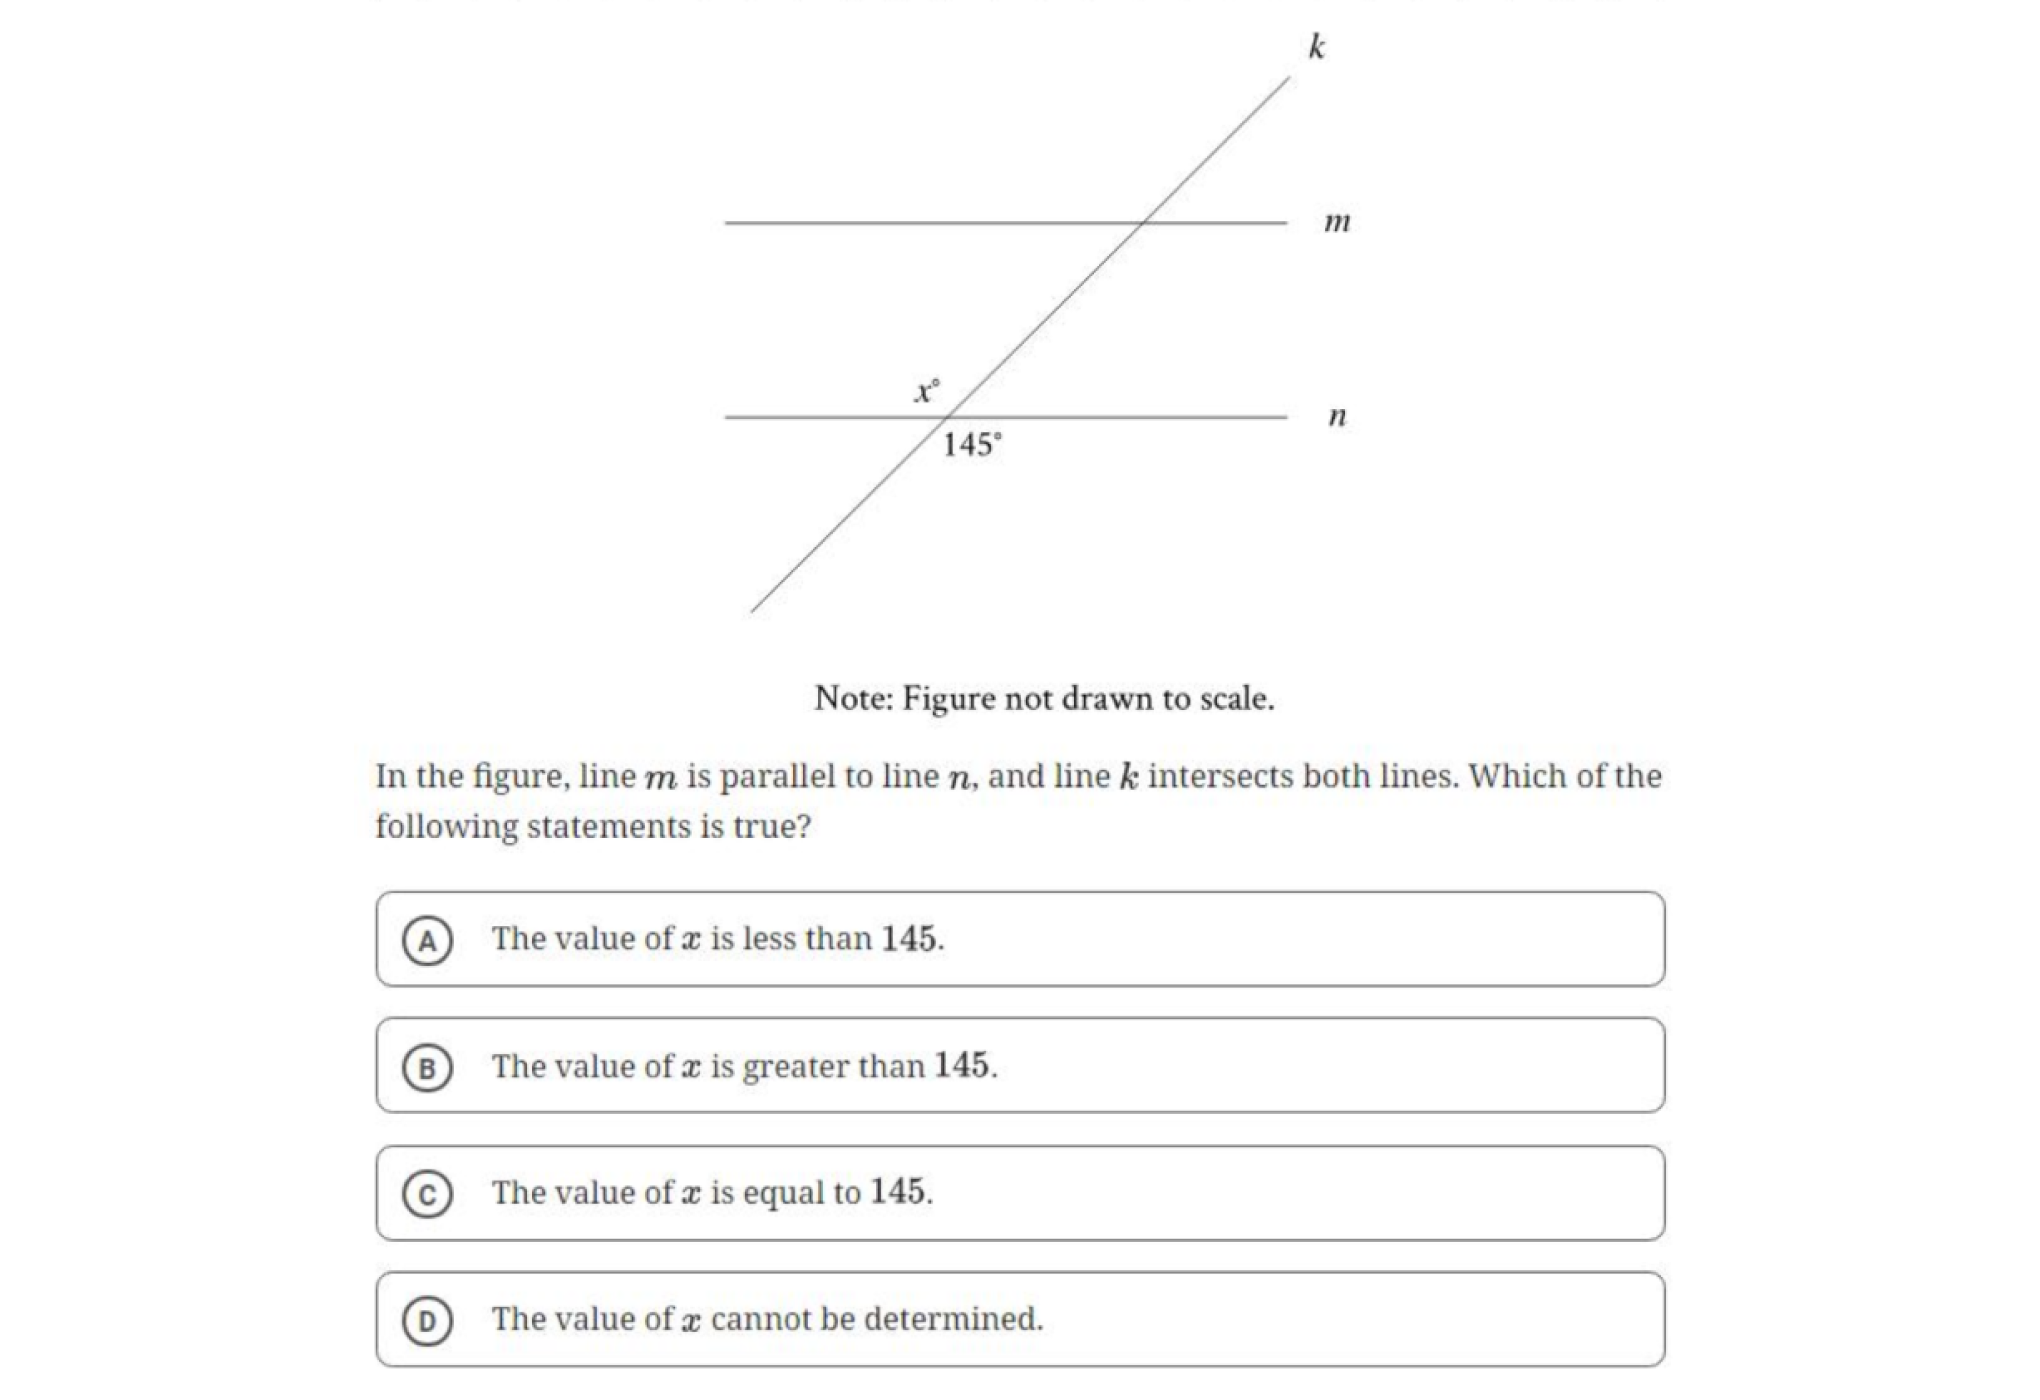 k
m
x°
n
145°
Note: Figure not drawn to scale.
In the figure, line m is parallel to line n, and line k intersects both lines. Which of the
following statements is true?
A The value of x is less than 145.
B The value of x is greater than 145.
C The value of x is equal to 145.
D The value of x cannot be determined.